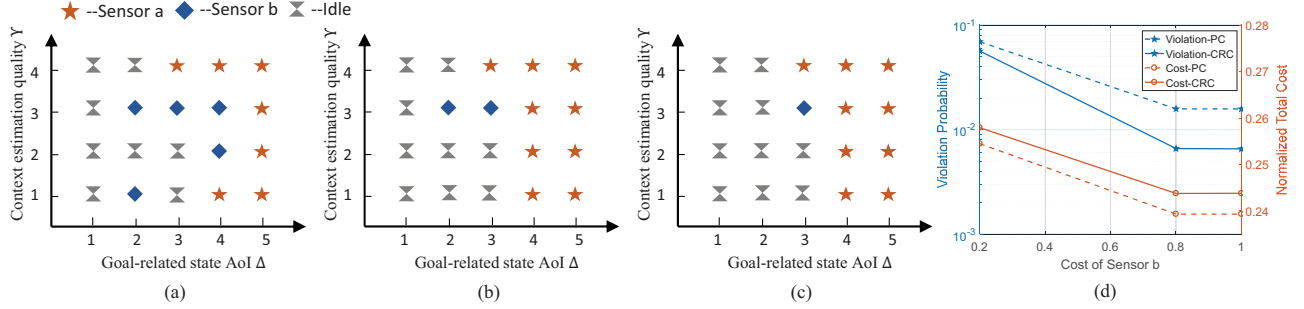 --Sensor a
--Sensor b
--Idle
Context estimation quality ϒ
4
3
2
1
1 2 3 4 5
Goal-related state AoI Δ
(a)
Context estimation quality ϒ
4
3
2
1
1 2 3 4 5
Goal-related state AoI Δ
(b)
Context estimation quality ϒ
4
3
2
1
1 2 3 4 5
Goal-related state AoI Δ
(c)
Violation Probability
10⁻¹
10⁻²
10⁻³
Violation-PC
Violation-CRC
Cost-PC
Cost-CRC
0.28
0.27
0.26
0.25
0.24
Normalized Total Cost
0.2 0.4 0.6 0.8 1
Cost of Sensor b
(d)